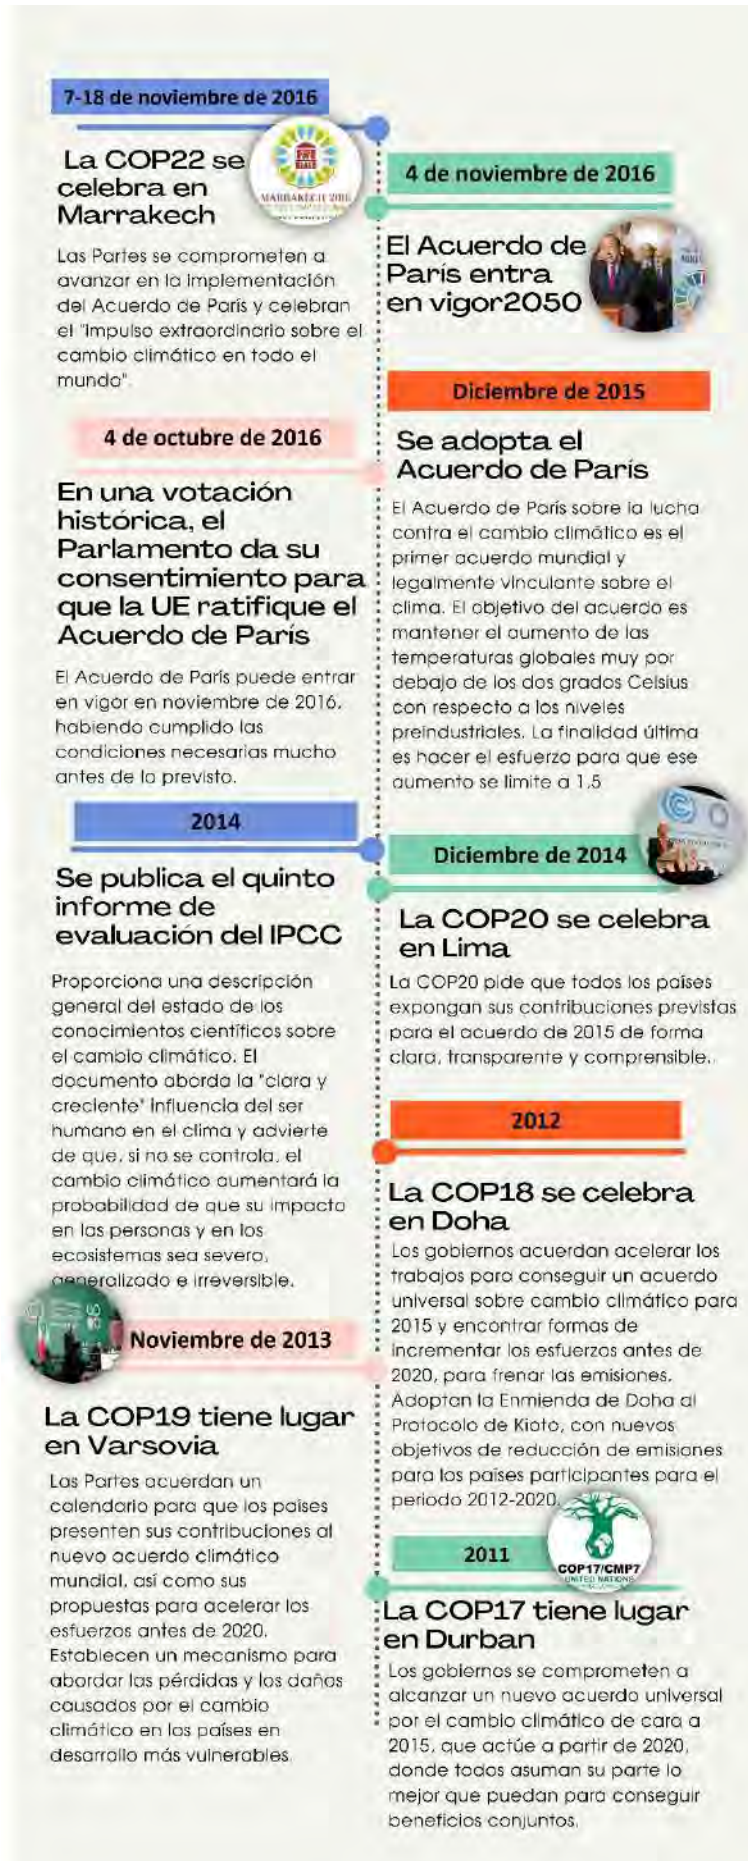 7-18 de noviembre de 2016
La COP22 se
celebra en
Marrakech
MARRAKECH 2016
Las Partes se comprometen a
avanzar en la implementación
del Acuerdo de París y celebran
el "impulso extraordinario sobre el
cambio climático en todo el
mundo".
4 de noviembre de 2016
El Acuerdo de
París entra
en vigor2050
4 de octubre de 2016
En una votación
histórica, el
Parlamento da su
consentimiento para
que la UE ratifique el
Acuerdo de París
El Acuerdo de París puede entrar
en vigor en noviembre de 2016,
habiendo cumplido las
condiciones necesarias mucho
antes de lo previsto.
Diciembre de 2015
Se adopta el
Acuerdo de París
El Acuerdo de París sobre la lucha
contra el cambio climático es el
primer acuerdo mundial y
legalmente vinculante sobre el
clima. El objetivo del acuerdo es
mantener el aumento de las
temperaturas globales muy por
debajo de los dos grados Celsius
con respecto a los niveles
preindustriales. La finalidad última
es hacer el esfuerzo para que ese
aumento se limite a 1,5
2014
Se publica el quinto
informe de
evaluación del IPCC
Proporciona una descripción
general del estado de los
conocimientos científicos sobre
el cambio climático. El
documento aborda la "clara y
creciente" influencia del ser
humano en el clima y advierte
de que, si no se controla, el
cambio climático aumentará la
probabilidad de que su impacto
en las personas y en los
ecosistemas sea severo,
generalizado e irreversible.
Diciembre de 2014
La COP20 se celebra
en Lima
La COP20 pide que todos los países
expongan sus contribuciones previstas
para el acuerdo de 2015 de forma
clara, transparente y comprensible.
2012
La COP18 se celebra
en Doha
Los gobiernos acuerdan acelerar los
trabajos para conseguir un acuerdo
universal sobre cambio climático para
2015 y encontrar formas de
incrementar los esfuerzos antes de
2020, para frenar las emisiones.
Adoptan la Enmienda de Doha al
Protocolo de Kioto, con nuevos
objetivos de reducción de emisiones
para los países participantes para el
periodo 2012-2020.
Noviembre de 2013
La COP19 tiene lugar
en Varsovia
Las Partes acuerdan un
calendario para que los países
presenten sus contribuciones al
nuevo acuerdo climático
mundial, así como sus
propuestas para acelerar los
esfuerzos antes de 2020.
Establecen un mecanismo para
abordar las pérdidas y los daños
causados por el cambio
climático en los países en
desarrollo más vulnerables.
2011
COP17/CMP7
UNITED NATIONS
La COP17 tiene lugar
en Durban
Los gobiernos se comprometen a
alcanzar un nuevo acuerdo universal
por el cambio climático de cara a
2015, que actúe a partir de 2020,
donde todos asuman su parte lo
mejor que puedan para conseguir
beneficios conjuntos.